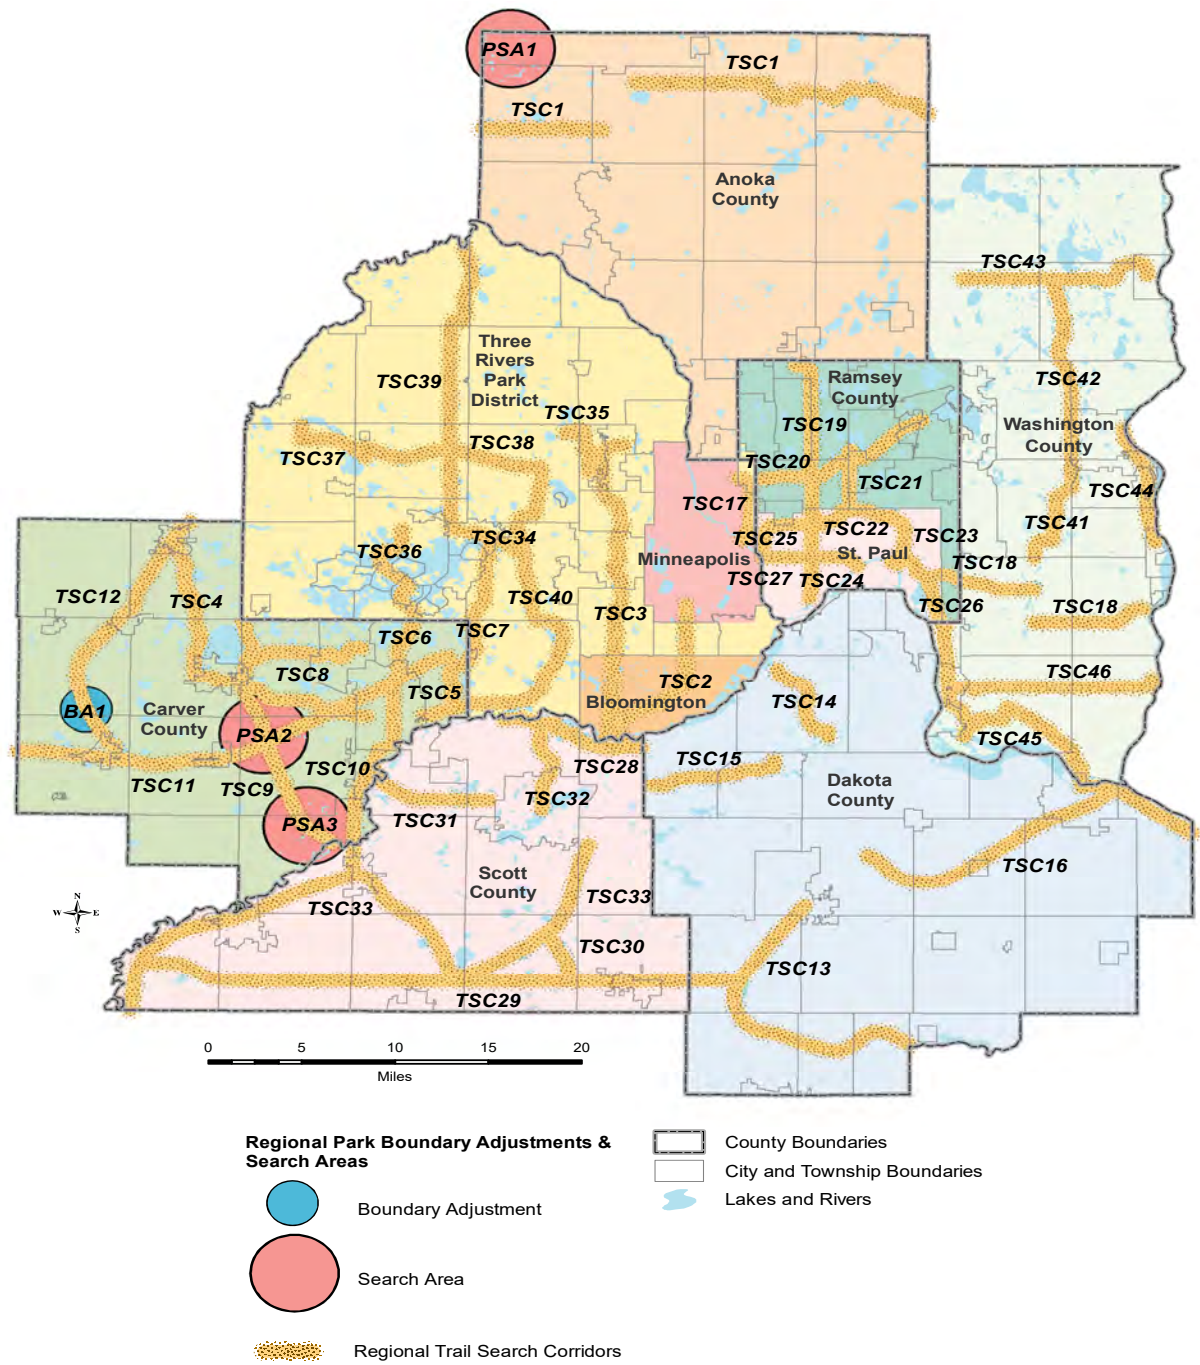 PSA1
TSC1
TSC1
Anoka
County
TSC43
Three
Rivers
Park
District
TSC39
Ramsey
County
TSC42
TSC35
TSC19
Washington
County
TSC38
TSC37
TSC20
TSC21
TSC44
TSC17
TSC41
TSC22
TSC23
TSC34
TSC25
TSC36
St. Paul
Minneapolis
TSC18
TSC27
TSC24
TSC12
TSC4
TSC40
TSC3
TSC26
TSC18
TSC6
TSC7
TSC8
TSC46
TSC5
TSC2
TSC14
Bloomington
BA1
Carver
County
PSA2
TSC45
TSC15
TSC10
TSC28
TSC11
TSC9
Dakota
County
TSC32
TSC31
PSA3
TSC16
Scott
County
TSC33
TSC33
N
W E
S
TSC30
TSC13
TSC29
0 5 10 15 20
Miles
Regional Park Boundary Adjustments &
Search Areas
Boundary Adjustment
Search Area
Regional Trail Search Corridors
County Boundaries
City and Township Boundaries
Lakes and Rivers